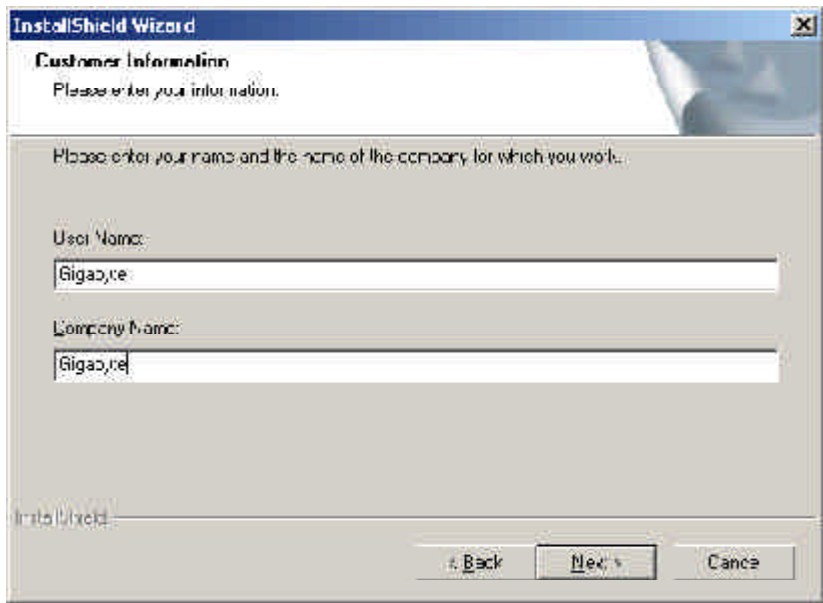 InstallShield Wizard
Customer Information
Please enter your information.
Please enter your name and the name of the company for which you work.
User Name:
Gigabyte
Company Name:
Gigabyte
InstallShield
< Back
Next >
Cancel